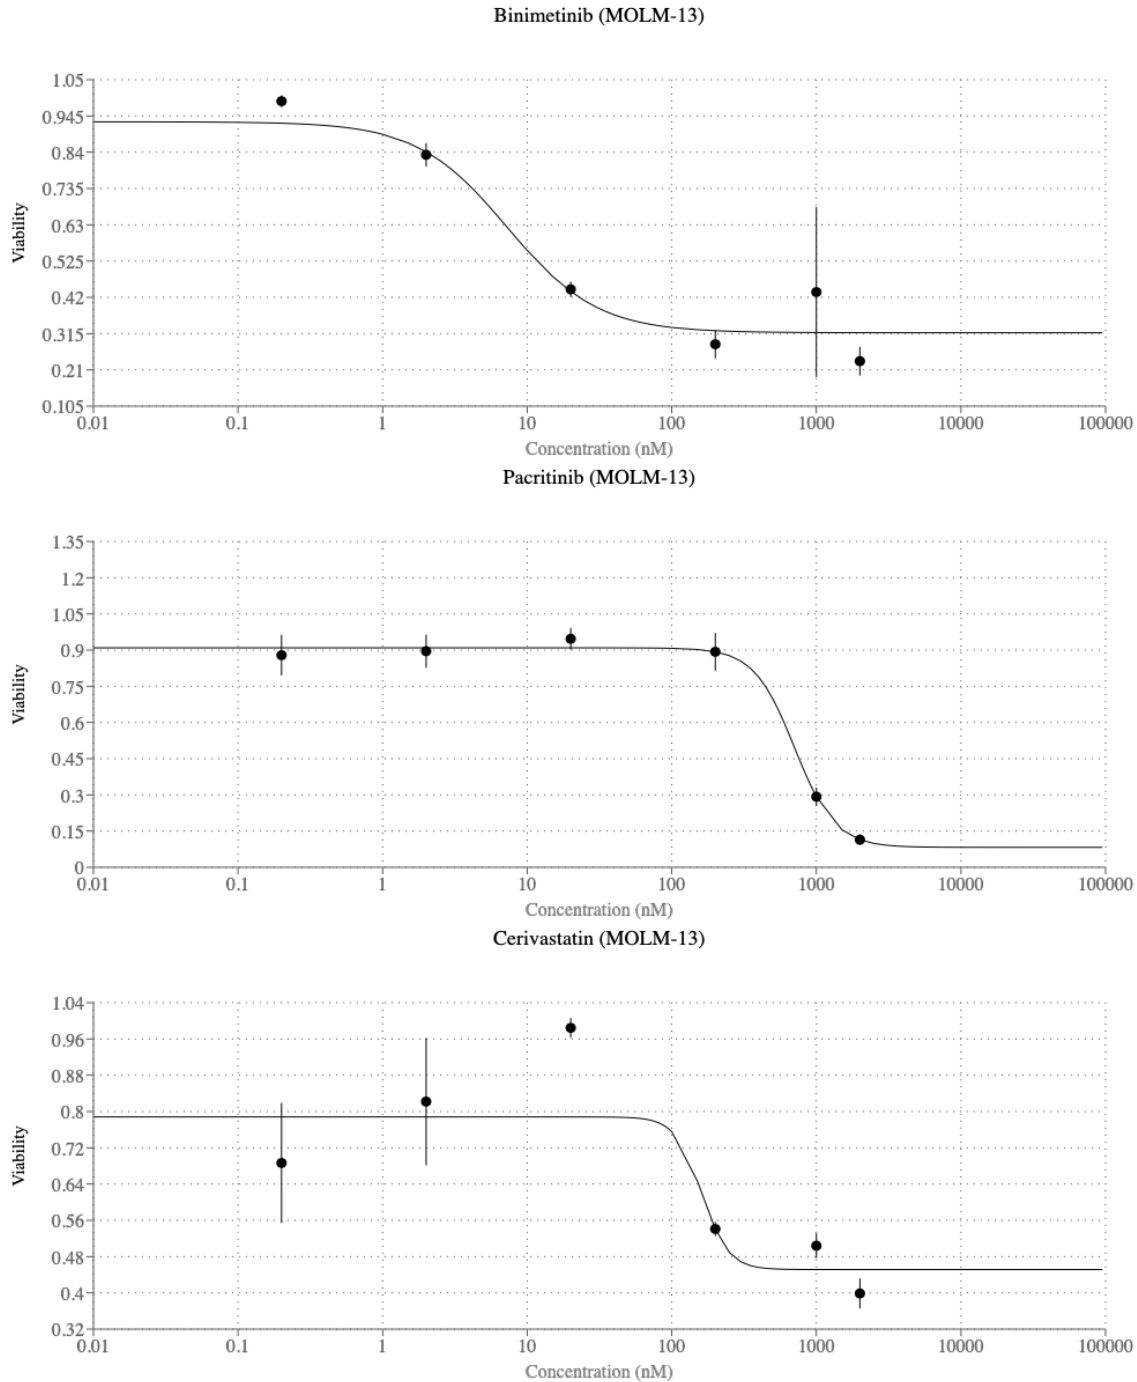 Binimetinib (MOLM-13)
1.05
0.945
0.84
0.735
0.63
0.525
0.42
0.315
0.21
0.105
Viability
0.01 0.1 1 10 100 1000 10000 100000
Concentration (nM)
Pacritinib (MOLM-13)
1.35
1.2
1.05
0.9
0.75
0.6
0.45
0.3
0.15
0
Viability
0.01 0.1 1 10 100 1000 10000 100000
Concentration (nM)
Cerivastatin (MOLM-13)
1.04
0.96
0.88
0.8
0.72
0.64
0.56
0.48
0.4
0.32
Viability
0.01 0.1 1 10 100 1000 10000 100000
Concentration (nM)